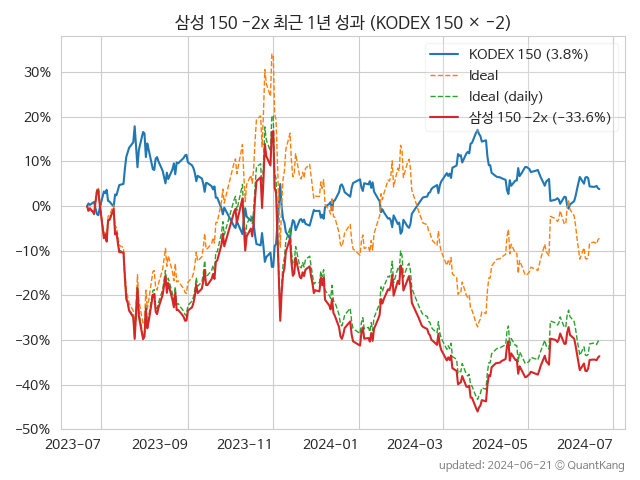 삼성 150 −2x 최근 1년 성과 (KODEX 150 × −2)
KODEX 150 (3.8%)
Ideal
Ideal (daily)
삼성 150 −2x (−33.6%)
30%
20%
10%
0%
−10%
−20%
−30%
−40%
−50%
2023-07
2023-09
2023-11
2024-01
2024-03
2024-05
2024-07
updated: 2024-06-21 ⓒ QuantKang